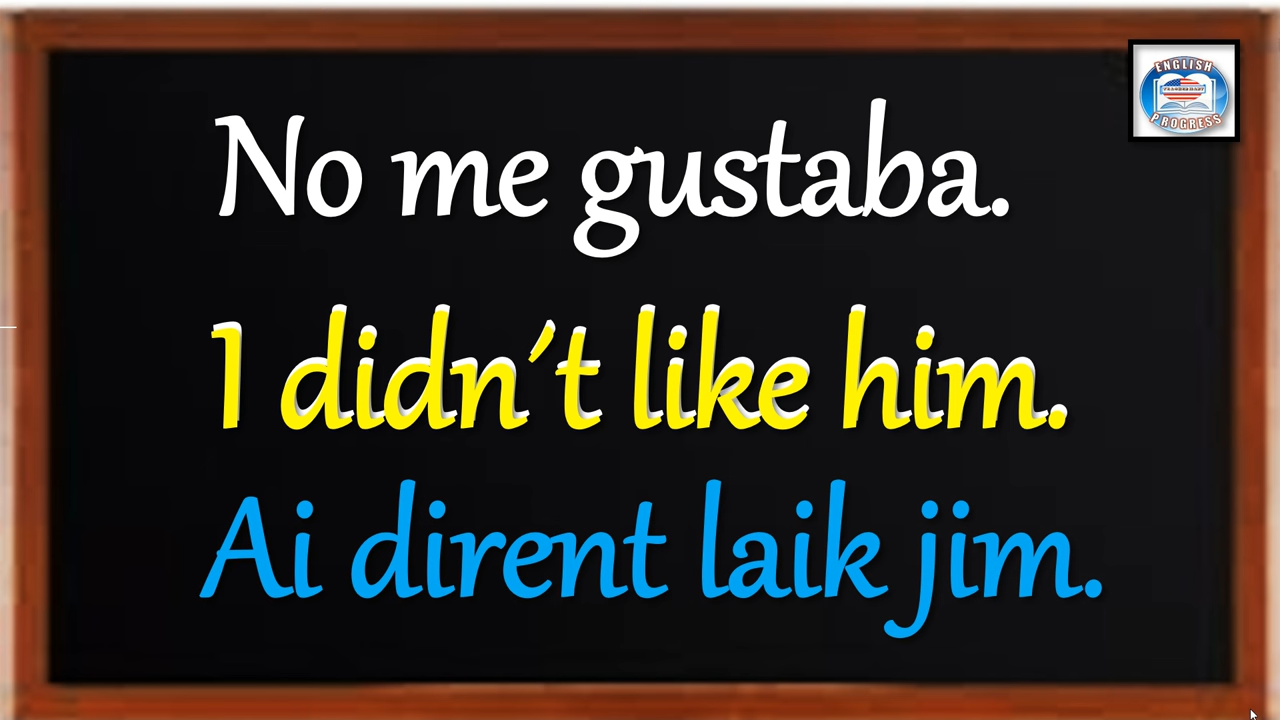 ENGLISH
PROGRESS
No me gustaba.
I didn't like him.
Ai dirent laik jim.